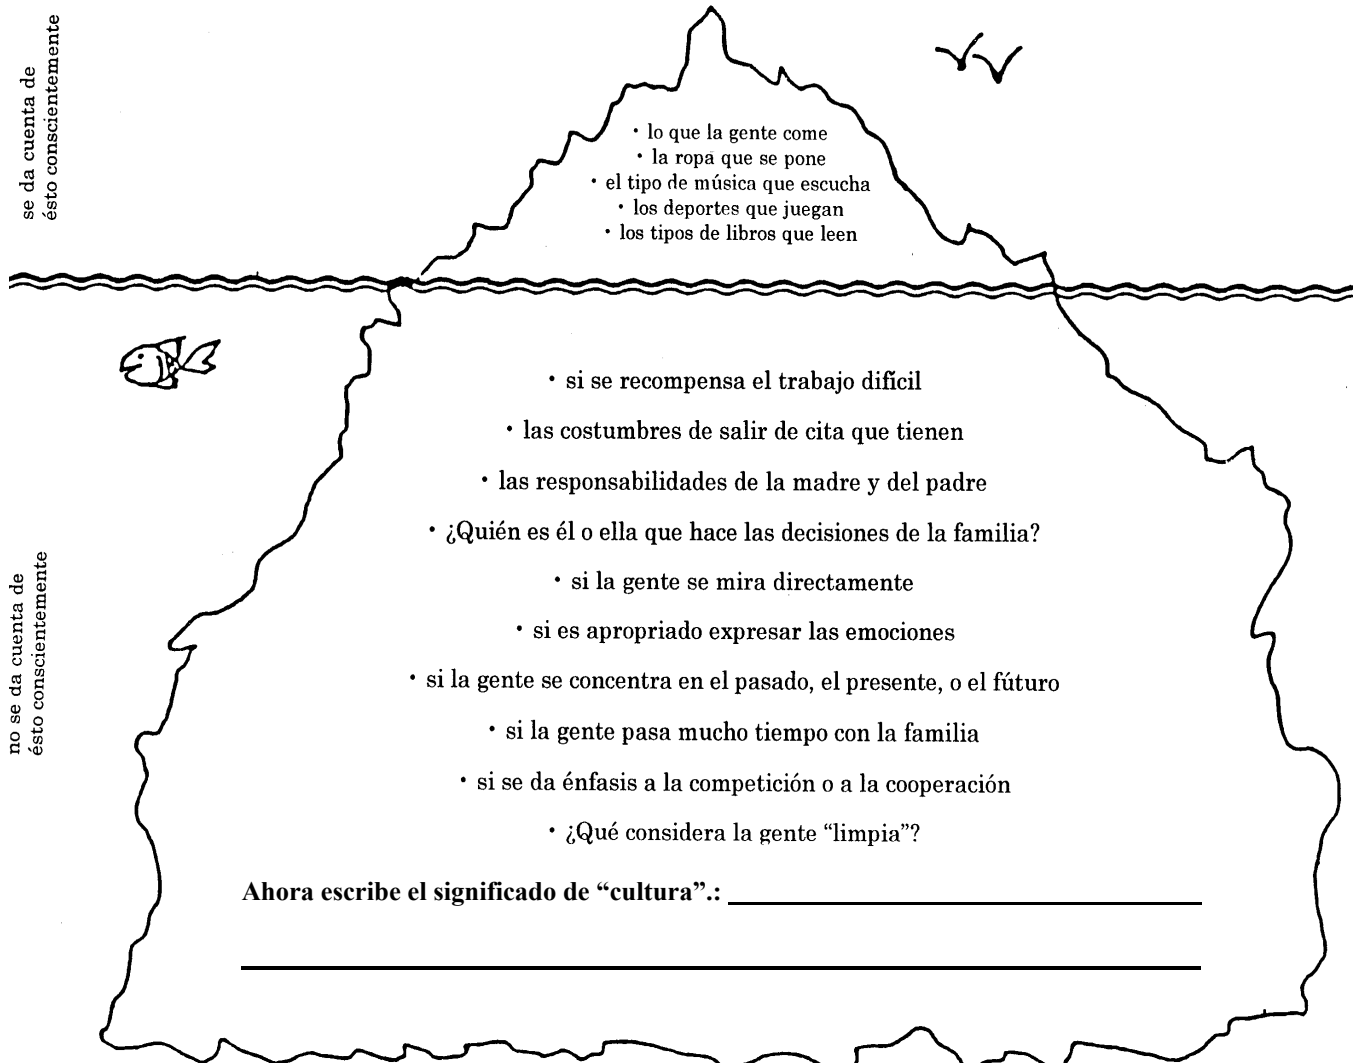 se da cuenta de
ésto conscientemente
• lo que la gente come
• la ropa que se pone
• el tipo de música que escucha
• los deportes que juegan
• los tipos de libros que leen
no se da cuenta de
ésto conscientemente
• si se recompensa el trabajo difícil
• las costumbres de salir de cita que tienen
• las responsabilidades de la madre y del padre
• ¿Quién es él o ella que hace las decisiones de la familia?
• si la gente se mira directamente
• si es apropriado expresar las emociones
• si la gente se concentra en el pasado, el presente, o el fúturo
• si la gente pasa mucho tiempo con la familia
• si se da énfasis a la competición o a la cooperación
• ¿Qué considera la gente “limpia”?
Ahora escribe el significado de “cultura”.: